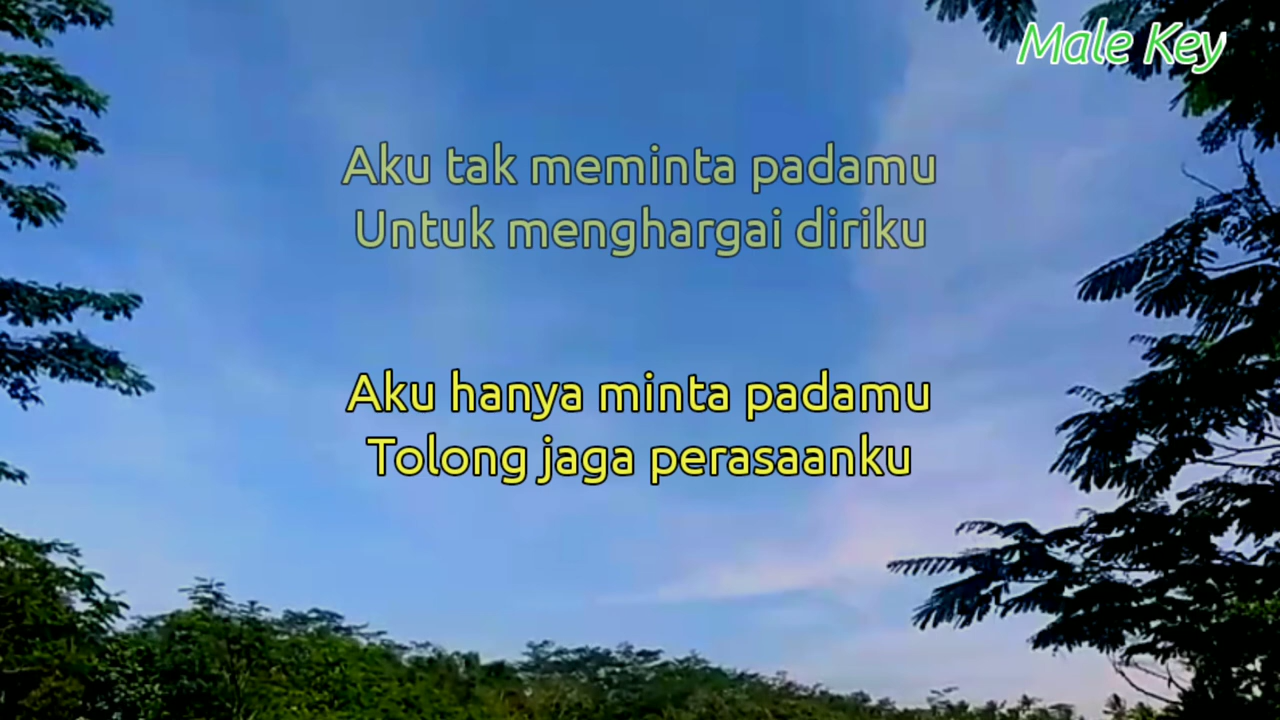 Male Key
Aku tak meminta padamu
Untuk menghargai diriku
Aku hanya minta padamu
Tolong jaga perasaanku